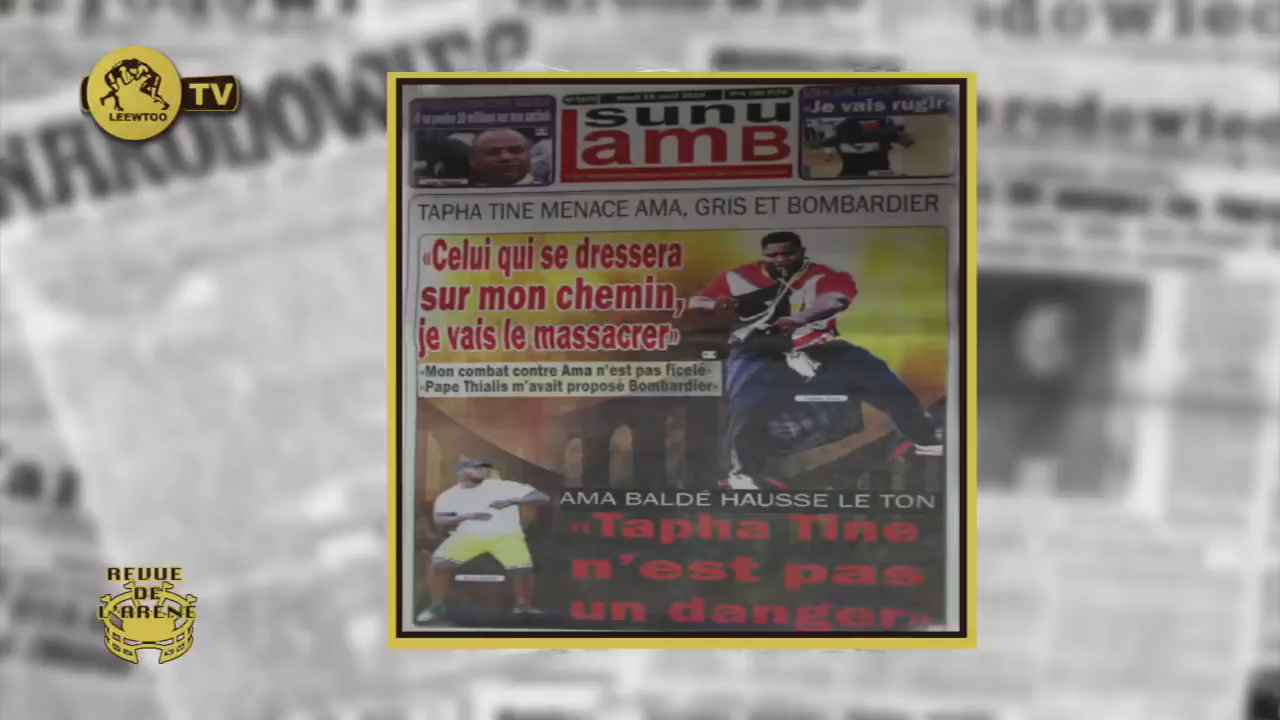 LEEWTOO
TV
NARODOWIEC
sunu
LamB
«Je vais rugir»
TAPHA TINE MENACE AMA, GRIS ET BOMBARDIER
«Celui qui se dressera
sur mon chemin,
je vais le massacrer»
«Mon combat contre Ama n'est pas ficelé»
«Pape Thialis m'avait proposé Bombardier»
AMA BALDÉ HAUSSE LE TON
«Tapha Tine
n'est pas
un danger»
REVUE
DE
L'ARÈNE